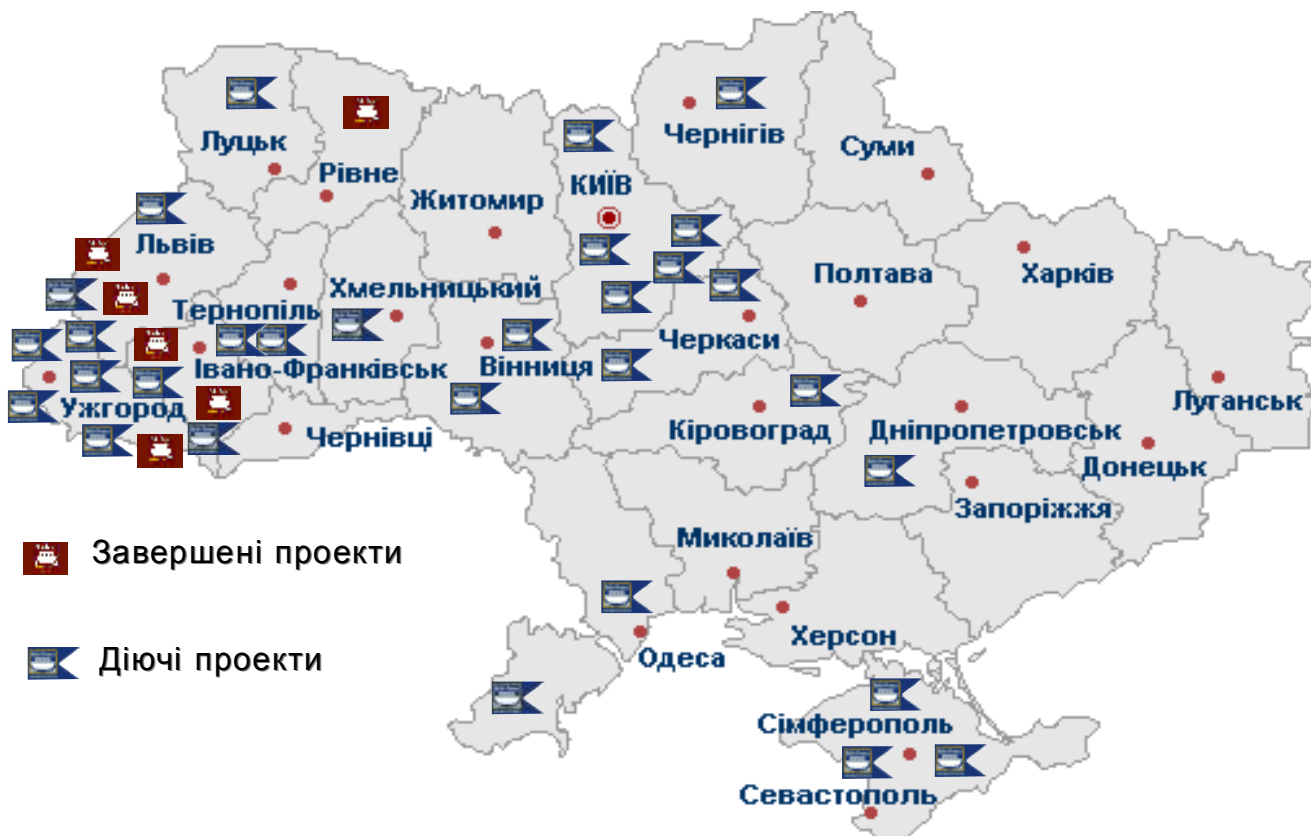 Чернігів
Суми
Луцьк
Рівне
КИЇВ
Житомир
Львів
Полтава
Харків
Хмельницький
Тернопіль
Черкаси
Вінниця
Івано-Франківськ
Луганськ
Ужгород
Чернівці
Кіровоград
Дніпропетровськ
Донецьк
Запоріжжя
Миколаїв
Завершені проекти
Херсон
Одеса
Діючі проекти
Сімферополь
Севастополь